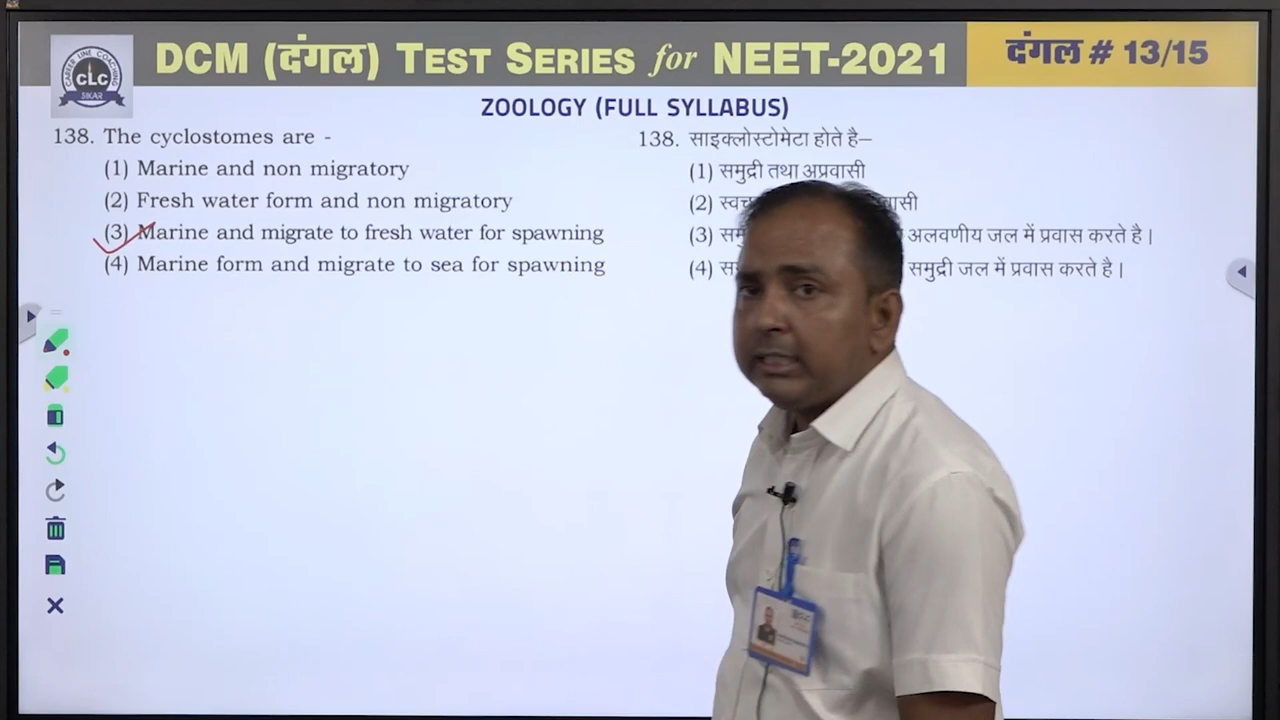 CAREER LINE COACHING
CLC
SIKAR
DCM (दंगल) TEST SERIES for NEET-2021
दंगल # 13/15
ZOOLOGY (FULL SYLLABUS)
138. The cyclostomes are -
(1) Marine and non migratory
(2) Fresh water form and non migratory
(3) Marine and migrate to fresh water for spawning
(4) Marine form and migrate to sea for spawning
138. साइक्लोस्टोमेटा होते है–
(1) समुद्री तथा अप्रवासी
(2)
(3) अलवणीय जल में प्रवास करते है।
(4) समुद्री जल में प्रवास करते है।